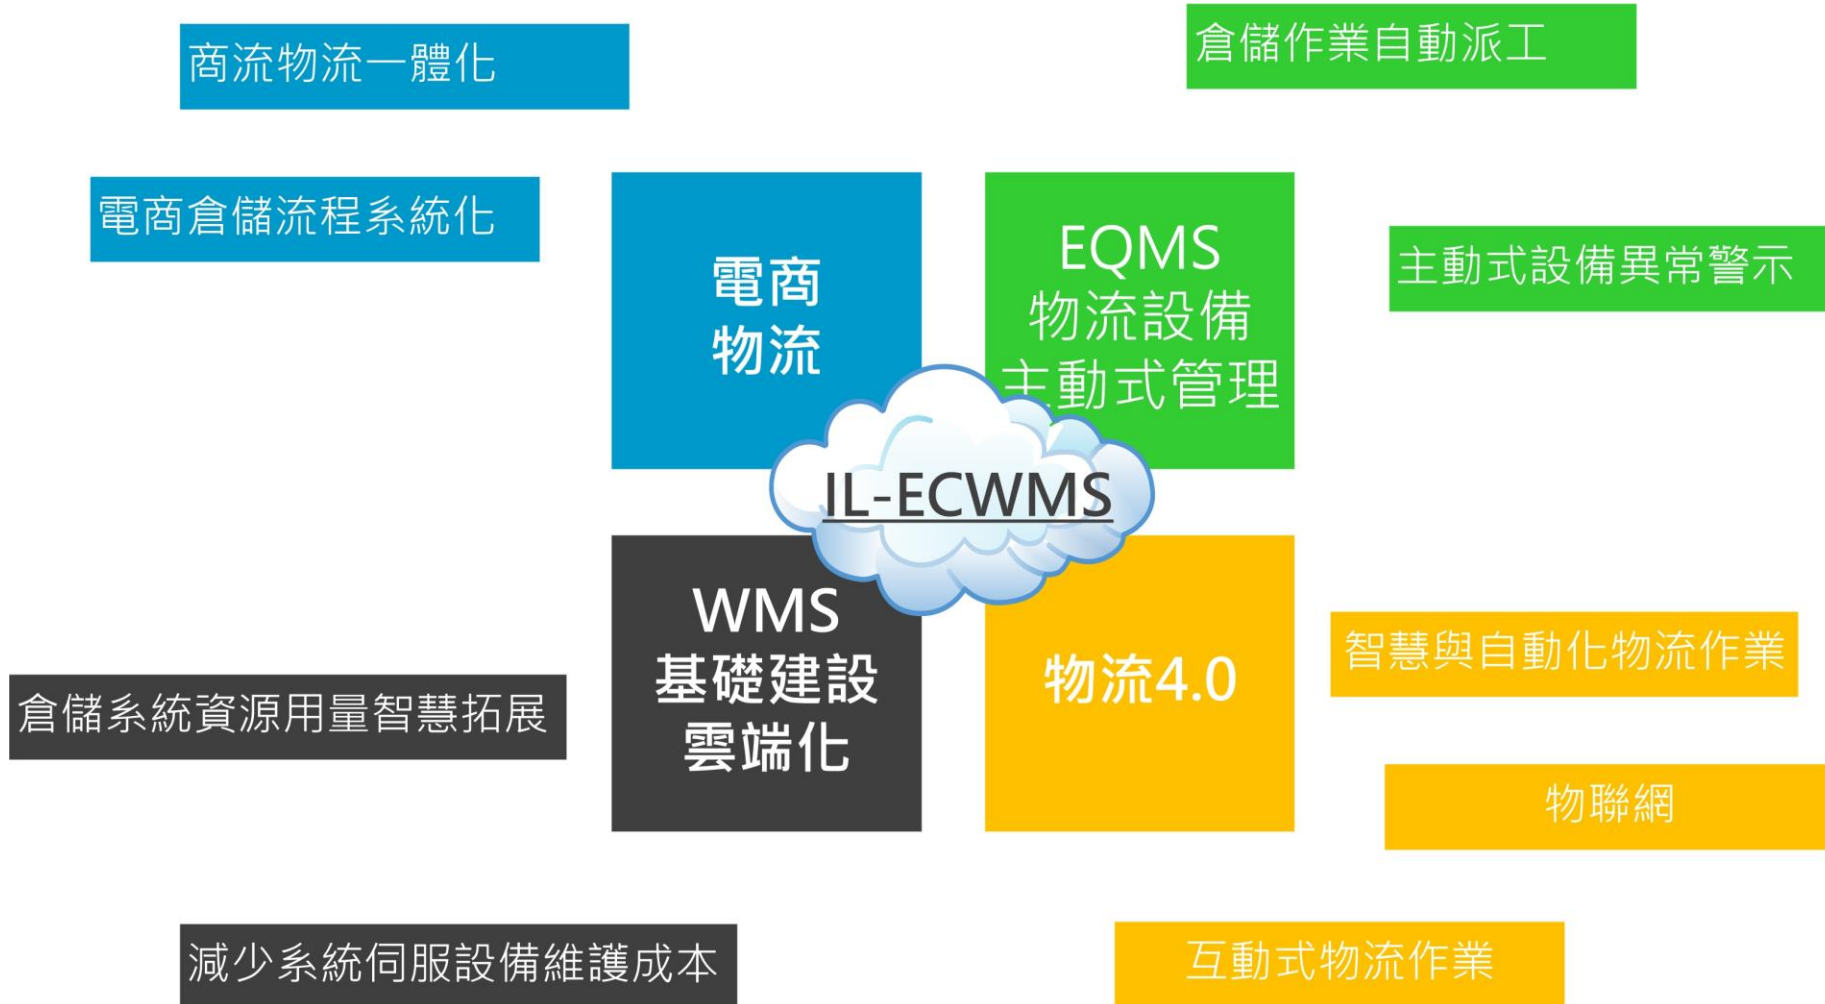 商流物流一體化
倉儲作業自動派工
電商倉儲流程系統化
主動式設備異常警示
電商
物流
EQMS
物流設備
主動式管理
IL-ECWMS
WMS
基礎建設
雲端化
物流4.0
倉儲系統資源用量智慧拓展
智慧與自動化物流作業
物聯網
減少系統伺服設備維護成本
互動式物流作業